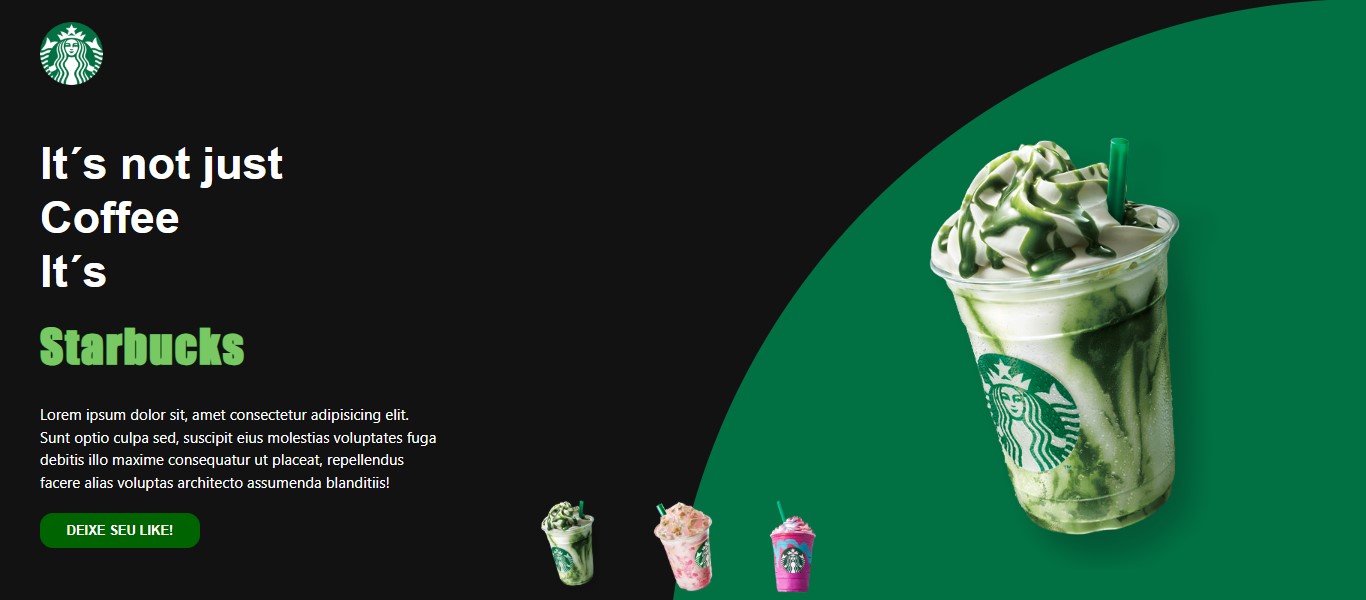 It´s not just
Coffee
It´s
Starbucks
Lorem ipsum dolor sit, amet consectetur adipisicing elit.
Sunt optio culpa sed, suscipit eius molestias voluptates fuga
debitis illo maxime consequatur ut placeat, repellendus
facere alias voluptas architecto assumenda blanditiis!
DEIXE SEU LIKE!